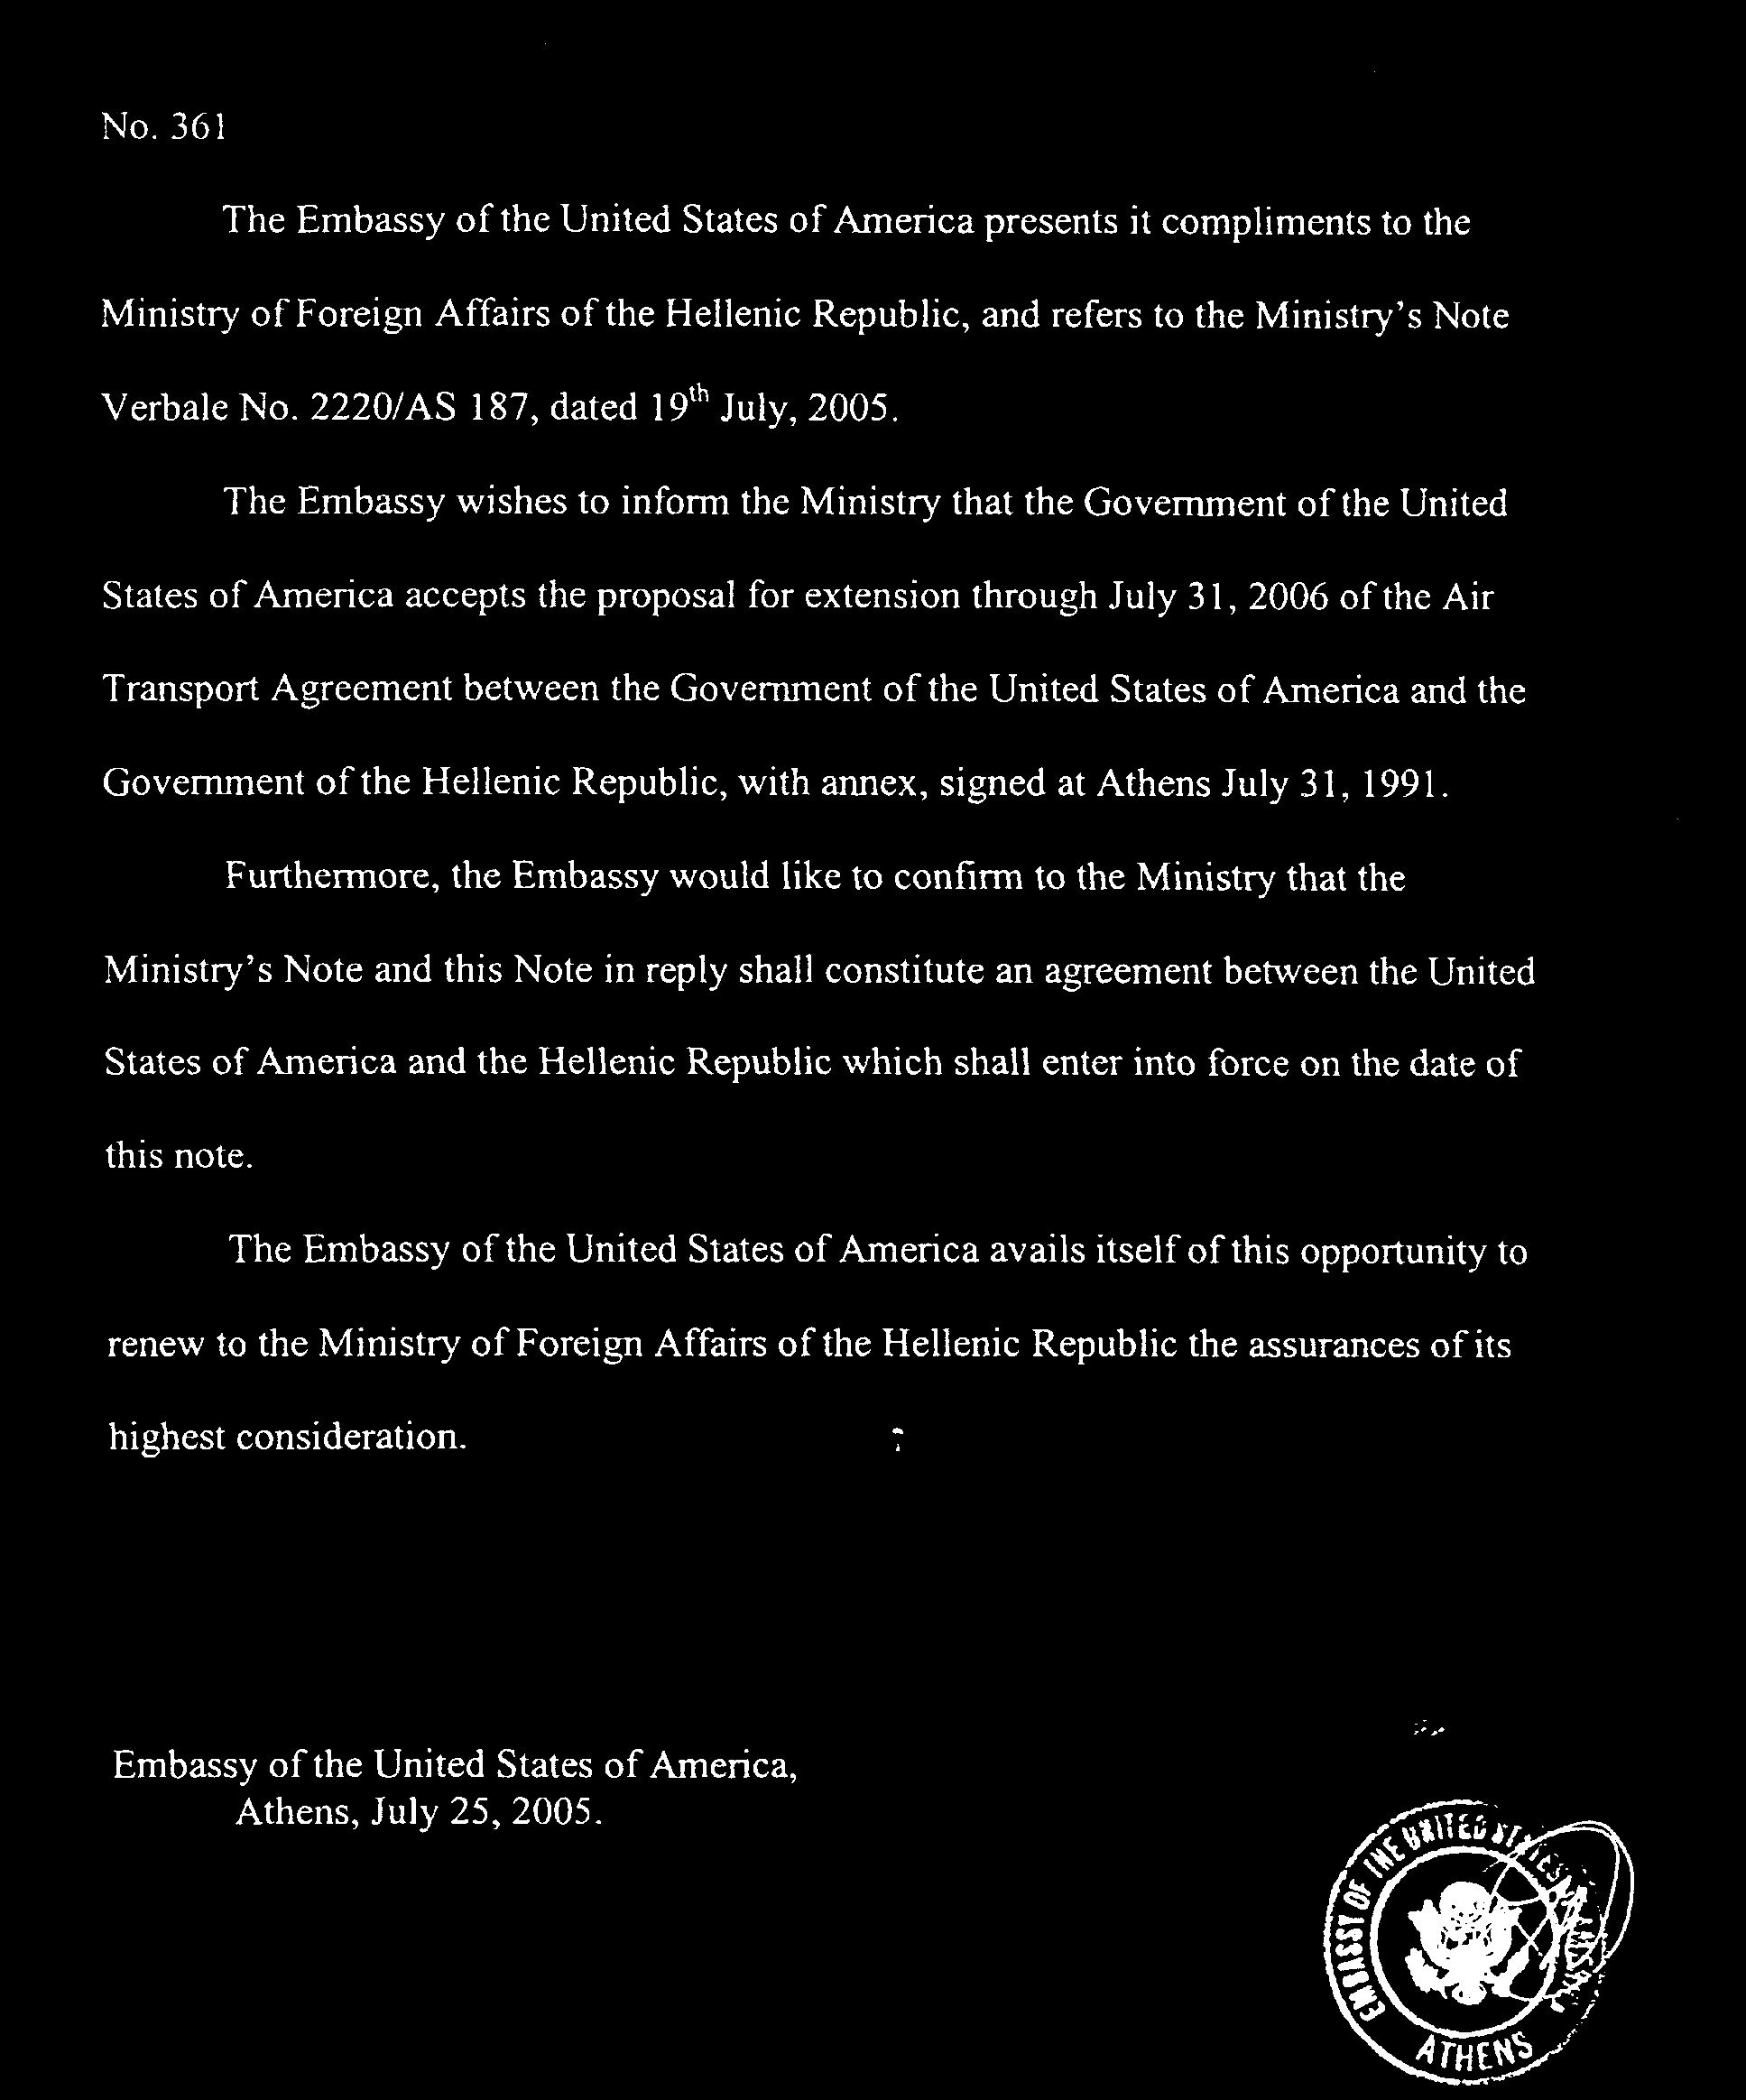 No. 361
The Embassy of the United States of America presents it compliments to the
Ministry of Foreign Affairs of the Hellenic Republic, and refers to the Ministry's Note
Verbale No. 2220/AS 187, dated 19th July, 2005.
The Embassy wishes to inform the Ministry that the Government of the United
States of America accepts the proposal for extension through July 31, 2006 of the Air
Transport Agreement between the Government of the United States of America and the
Government of the Hellenic Republic, with annex, signed at Athens July 31, 1991.
Furthermore, the Embassy would like to confirm to the Ministry that the
Ministry's Note and this Note in reply shall constitute an agreement between the United
States of America and the Hellenic Republic which shall enter into force on the date of
this note.
The Embassy of the United States of America avails itself of this opportunity to
renew to the Ministry of Foreign Affairs of the Hellenic Republic the assurances of its
highest consideration.
Embassy of the United States of America,
Athens, July 25, 2005.
EMBASSY OF THE UNITED STATES
ATHENS